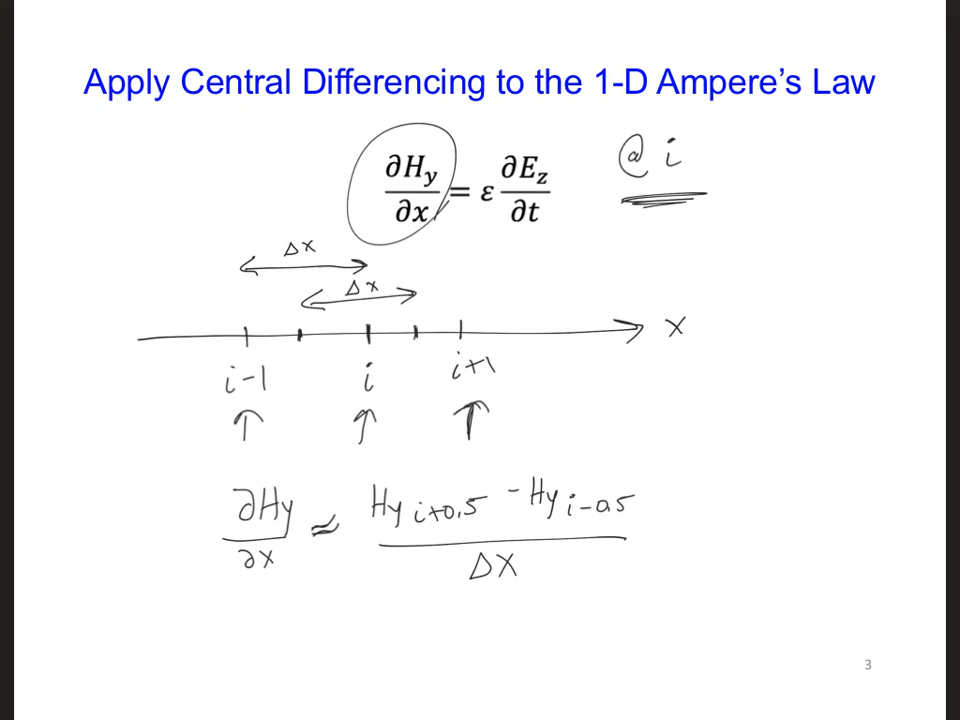 Apply Central Differencing to the 1-D Ampere's Law
∂Hy/∂x = ε ∂Ez/∂t @ i
Δx
Δx
x
i-1 i i+1
∂Hy/∂x ≈ (Hy i+0.5 - Hy i-0.5)/Δx
3